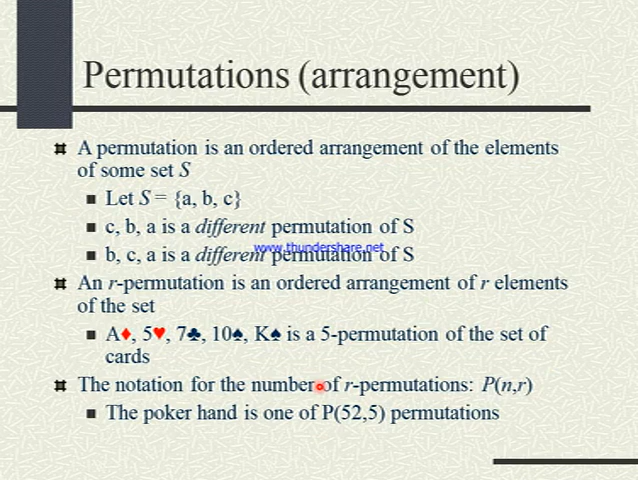 Permutations (arrangement)
A permutation is an ordered arrangement of the elements
of some set S
Let S = {a, b, c}
c, b, a is a different permutation of S
www.thundershare.net
b, c, a is a different permutation of S
An r-permutation is an ordered arrangement of r elements
of the set
A♦, 5♥, 7♣, 10♠, K♠ is a 5-permutation of the set of
cards
The notation for the number of r-permutations: P(n,r)
The poker hand is one of P(52,5) permutations